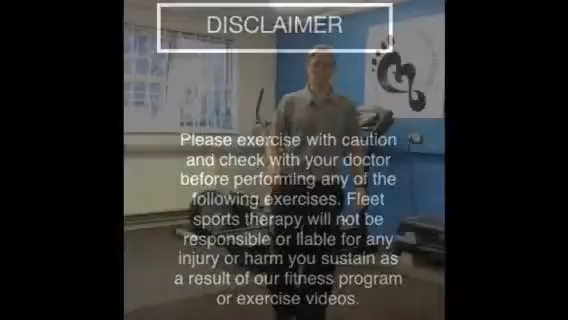 DISCLAIMER
Please exercise with caution
and check with your doctor
before performing any of the
following exercises. Fleet
sports therapy will not be
responsible or liable for any
injury or harm you sustain as
a result of our fitness program
or exercise videos.